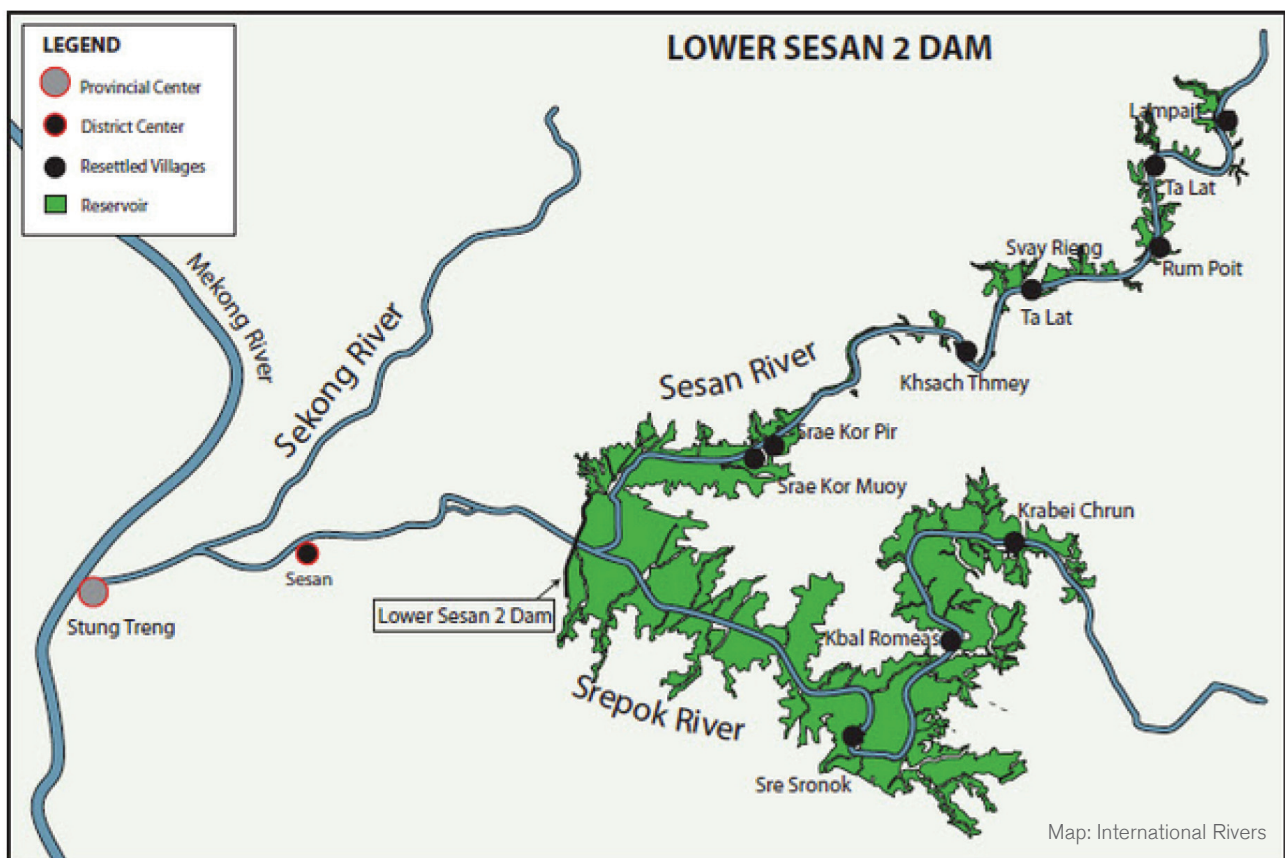 LEGEND
Provincial Center
District Center
Resettled Villages
Reservoir
LOWER SESAN 2 DAM
Mekong River
Sekong River
Sesan River
Srepok River
Lampait
Ta Lat
Rum Poit
Svay Rieng
Ta Lat
Khsach Thmey
Srae Kor Pir
Srae Kor Muoy
Krabei Chrun
Kbal Romeas
Sre Sronok
Sesan
Stung Treng
Lower Sesan 2 Dam
Map: International Rivers